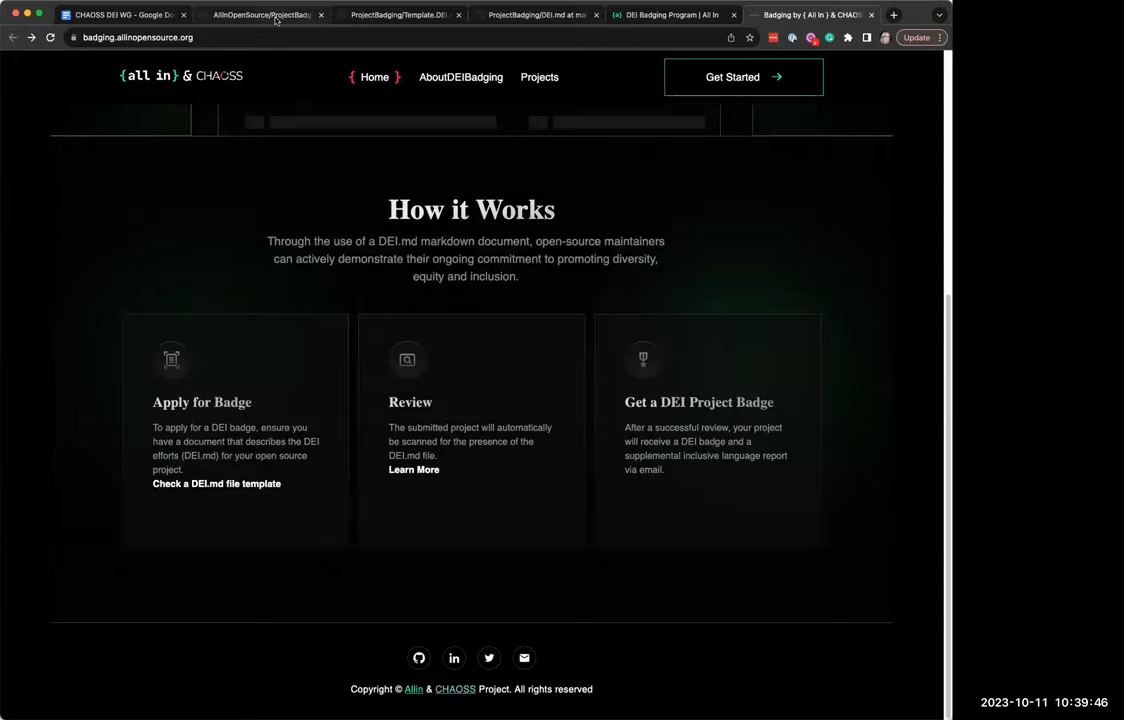 CHAOSS DEI WG - Google Do
AllInOpenSource/ProjectBadg
ProjectBadging/Template.DEI.
ProjectBadging/DEI.md at ma
{a} DEI Badging Program | All In
Badging by { All In } & CHAOS
badging.allinopensource.org
Update
{all in} & CHAOSS
{ Home }
AboutDEIBadging
Projects
Get Started
How it Works
Through the use of a DEI.md markdown document, open-source maintainers
can actively demonstrate their ongoing commitment to promoting diversity,
equity and inclusion.
Apply for Badge
To apply for a DEI badge, ensure you
have a document that describes the DEI
efforts (DEI.md) for your open source
project.
Check a DEI.md file template
Review
The submitted project will automatically
be scanned for the presence of the
DEI.md file.
Learn More
Get a DEI Project Badge
After a successful review, your project
will receive a DEI badge and a
supplemental inclusive language report
via email.
Copyright © Allin & CHAOSS Project. All rights reserved
2023-10-11 10:39:46